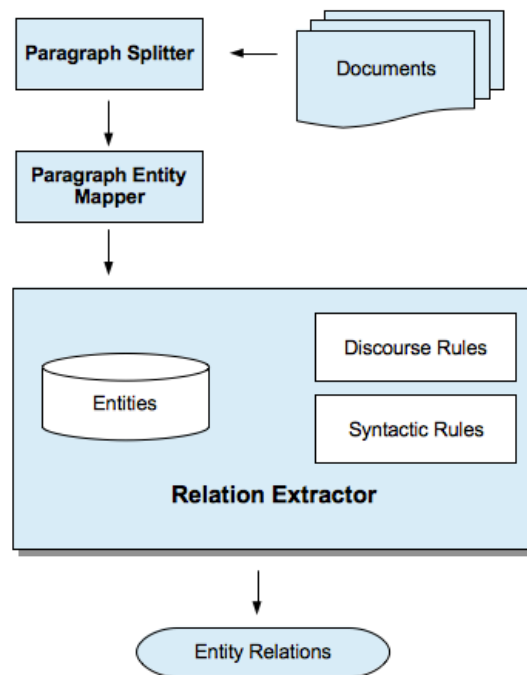 Paragraph Splitter
Documents
Paragraph Entity
Mapper
Discourse Rules
Entities
Syntactic Rules
Relation Extractor
Entity Relations